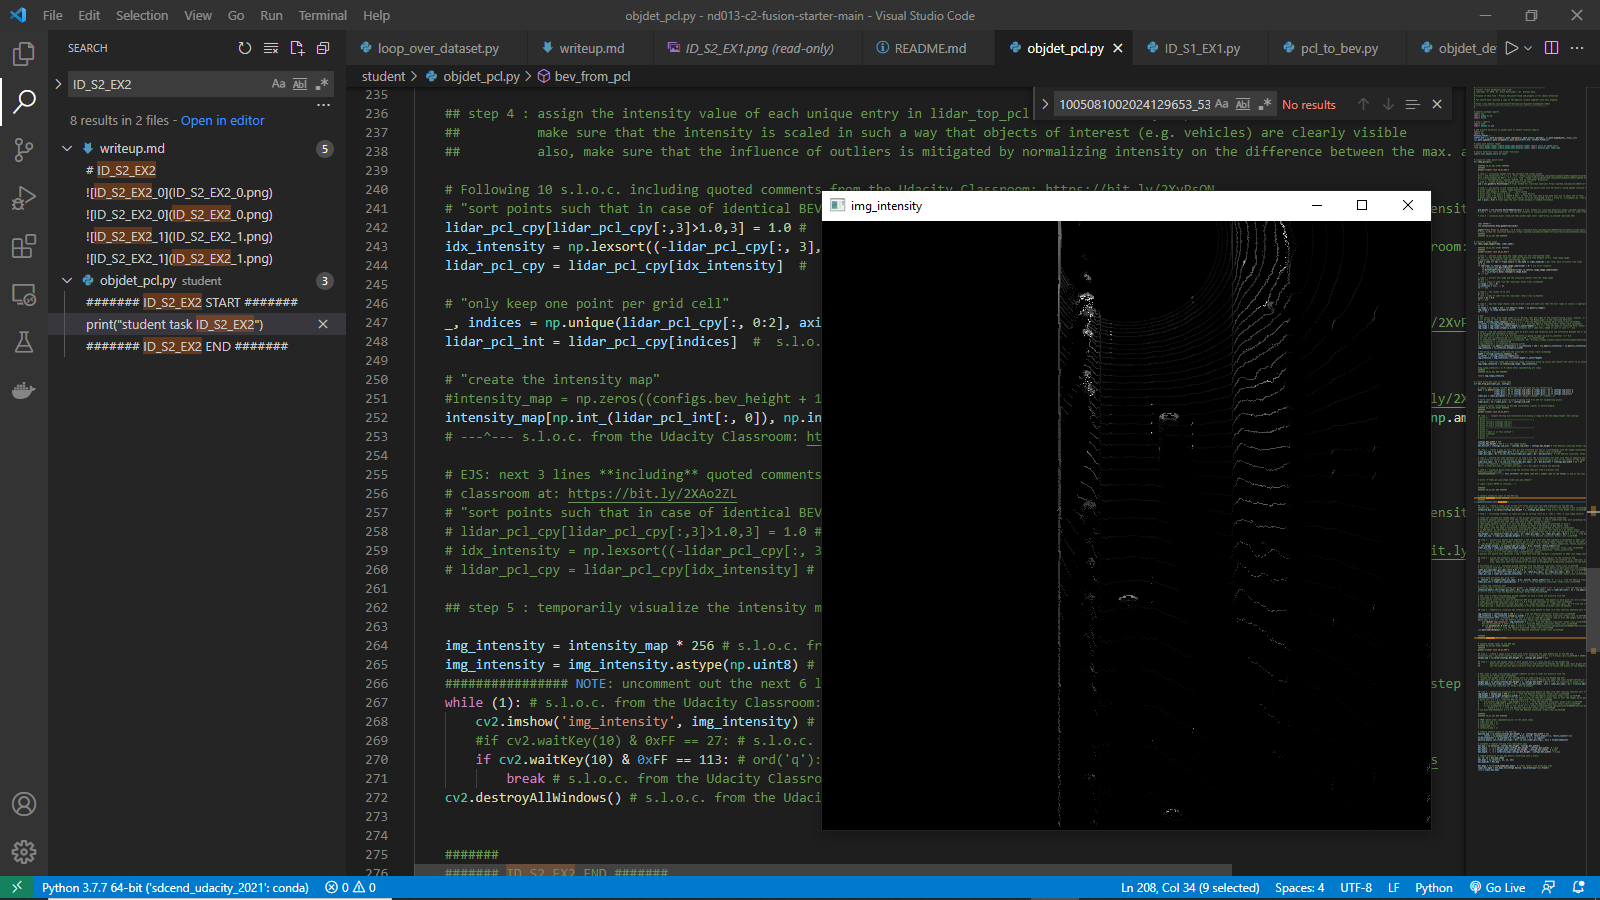 File Edit Selection View Go Run Terminal Help
objdet_pcl.py - nd013-c2-fusion-starter-main - Visual Studio Code
SEARCH
ID_S2_EX2
Aa Abl .*
8 results in 2 files - Open in editor
writeup.md 5
# ID_S2_EX2
![ID_S2_EX2_0](ID_S2_EX2_0.png)
![ID_S2_EX2_0](ID_S2_EX2_0.png)
![ID_S2_EX2_1](ID_S2_EX2_1.png)
![ID_S2_EX2_1](ID_S2_EX2_1.png)
objdet_pcl.py student 3
####### ID_S2_EX2 START #######
print("student task ID_S2_EX2")
####### ID_S2_EX2 END #######
loop_over_dataset.py writeup.md ID_S2_EX1.png (read-only) README.md objdet_pcl.py ID_S1_EX1.py pcl_to_bev.py objdet_de
student > objdet_pcl.py > bev_from_pcl
1005081002024129653_53 Aa Abl .* No results
235
236 ## step 4 : assign the intensity value of each unique entry in lidar_top_pcl
237 ## make sure that the intensity is scaled in such a way that objects of interest (e.g. vehicles) are clearly visible
238 ## also, make sure that the influence of outliers is mitigated by normalizing intensity on the difference between the max. a
239
240 # Following 10 s.l.o.c. including quoted comments from the Udacity Classroom: https://bit.ly/2XvPsON
241 # "sort points such that in case of identical BEV
242 lidar_pcl_cpy[lidar_pcl_cpy[:,3]>1.0,3] = 1.0 #
243 idx_intensity = np.lexsort((-lidar_pcl_cpy[:, 3],
244 lidar_pcl_cpy = lidar_pcl_cpy[idx_intensity] #
245
246 # "only keep one point per grid cell"
247 _, indices = np.unique(lidar_pcl_cpy[:, 0:2], axi
248 lidar_pcl_int = lidar_pcl_cpy[indices] # s.l.o.
249
250 # "create the intensity map"
251 #intensity_map = np.zeros((configs.bev_height + 1
252 intensity_map[np.int_(lidar_pcl_int[:, 0]), np.in
253 # ---^--- s.l.o.c. from the Udacity Classroom: ht
254
255 # EJS: next 3 lines **including** quoted comments
256 # classroom at: https://bit.ly/2XAo2ZL
257 # "sort points such that in case of identical BEV
258 # lidar_pcl_cpy[lidar_pcl_cpy[:,3]>1.0,3] = 1.0 #
259 # idx_intensity = np.lexsort((-lidar_pcl_cpy[:, 3
260 # lidar_pcl_cpy = lidar_pcl_cpy[idx_intensity] #
261
262 ## step 5 : temporarily visualize the intensity m
263
264 img_intensity = intensity_map * 256 # s.l.o.c. fr
265 img_intensity = img_intensity.astype(np.uint8) #
266 ################ NOTE: uncomment out the next 6 l step
267 while (1): # s.l.o.c. from the Udacity Classroom:
268 cv2.imshow('img_intensity', img_intensity) #
269 #if cv2.waitKey(10) & 0xFF == 27: # s.l.o.c.
270 if cv2.waitKey(10) & 0xFF == 113: # ord('q'):
271 break # s.l.o.c. from the Udacity Classro
272 cv2.destroyAllWindows() # s.l.o.c. from the Udaci
273
274
275 #######
276 ####### ID_S2_EX2 END #######
img_intensity
Python 3.7.7 64-bit ('sdcend_udacity_2021': conda) 0 0
Ln 208, Col 34 (9 selected) Spaces: 4 UTF-8 LF Python Go Live